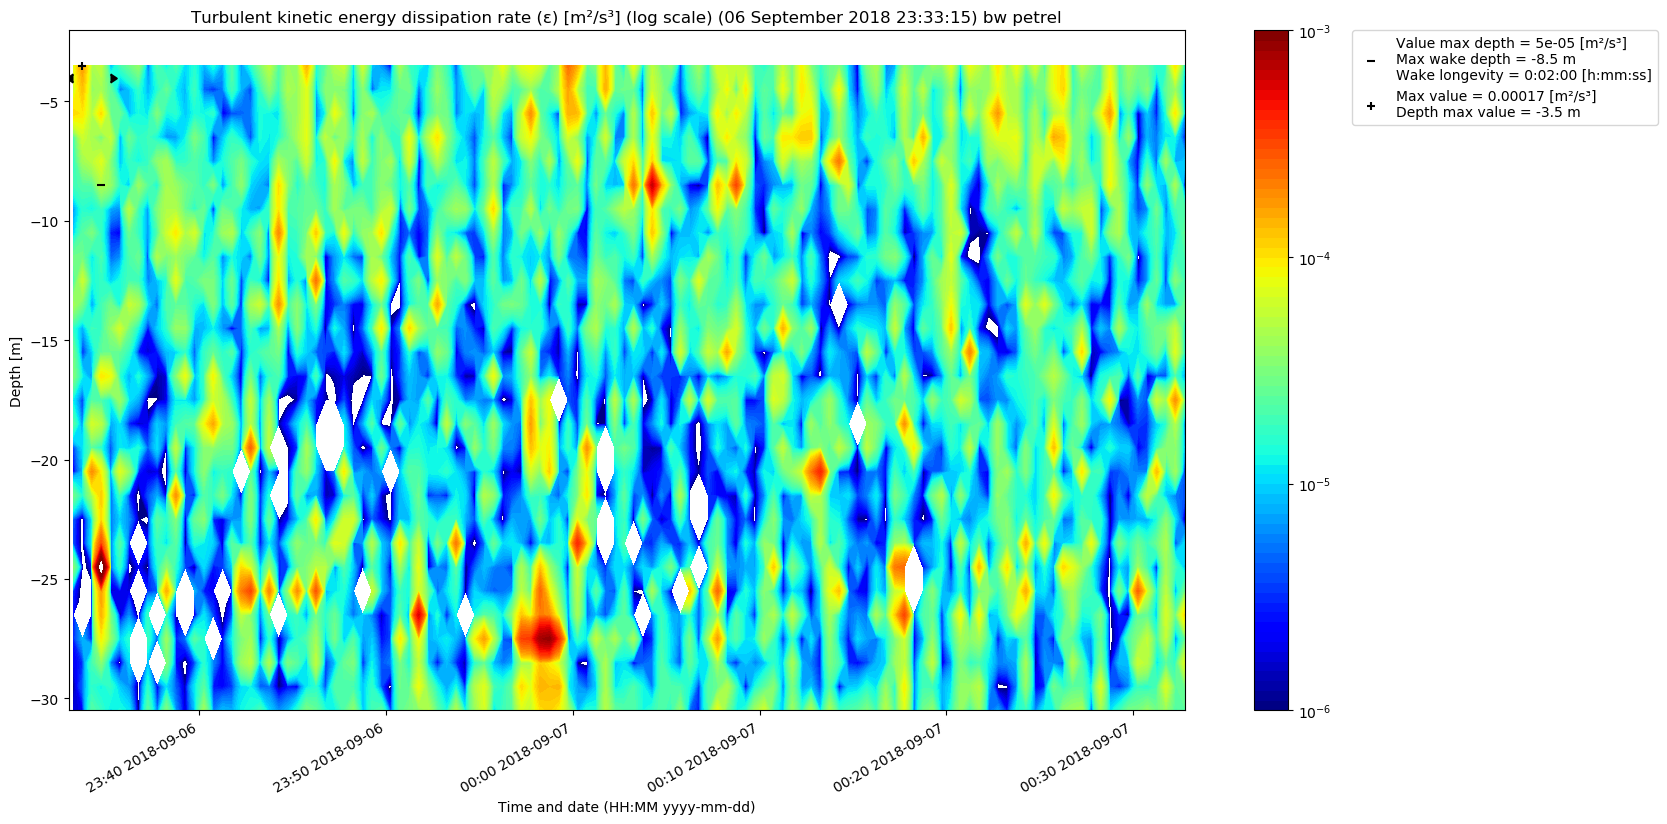 Turbulent kinetic energy dissipation rate (ε) [m²/s³] (log scale) (06 September 2018 23:33:15) bw petrel
Depth [m]
−5
−10
−15
−20
−25
−30
23:40 2018-09-06
23:50 2018-09-06
00:00 2018-09-07
00:10 2018-09-07
00:20 2018-09-07
00:30 2018-09-07
Time and date (HH:MM yyyy-mm-dd)
10⁻³
10⁻⁴
10⁻⁵
10⁻⁶
Value max depth = 5e-05 [m²/s³]
Max wake depth = -8.5 m
Wake longevity = 0:02:00 [h:mm:ss]
Max value = 0.00017 [m²/s³]
Depth max value = -3.5 m